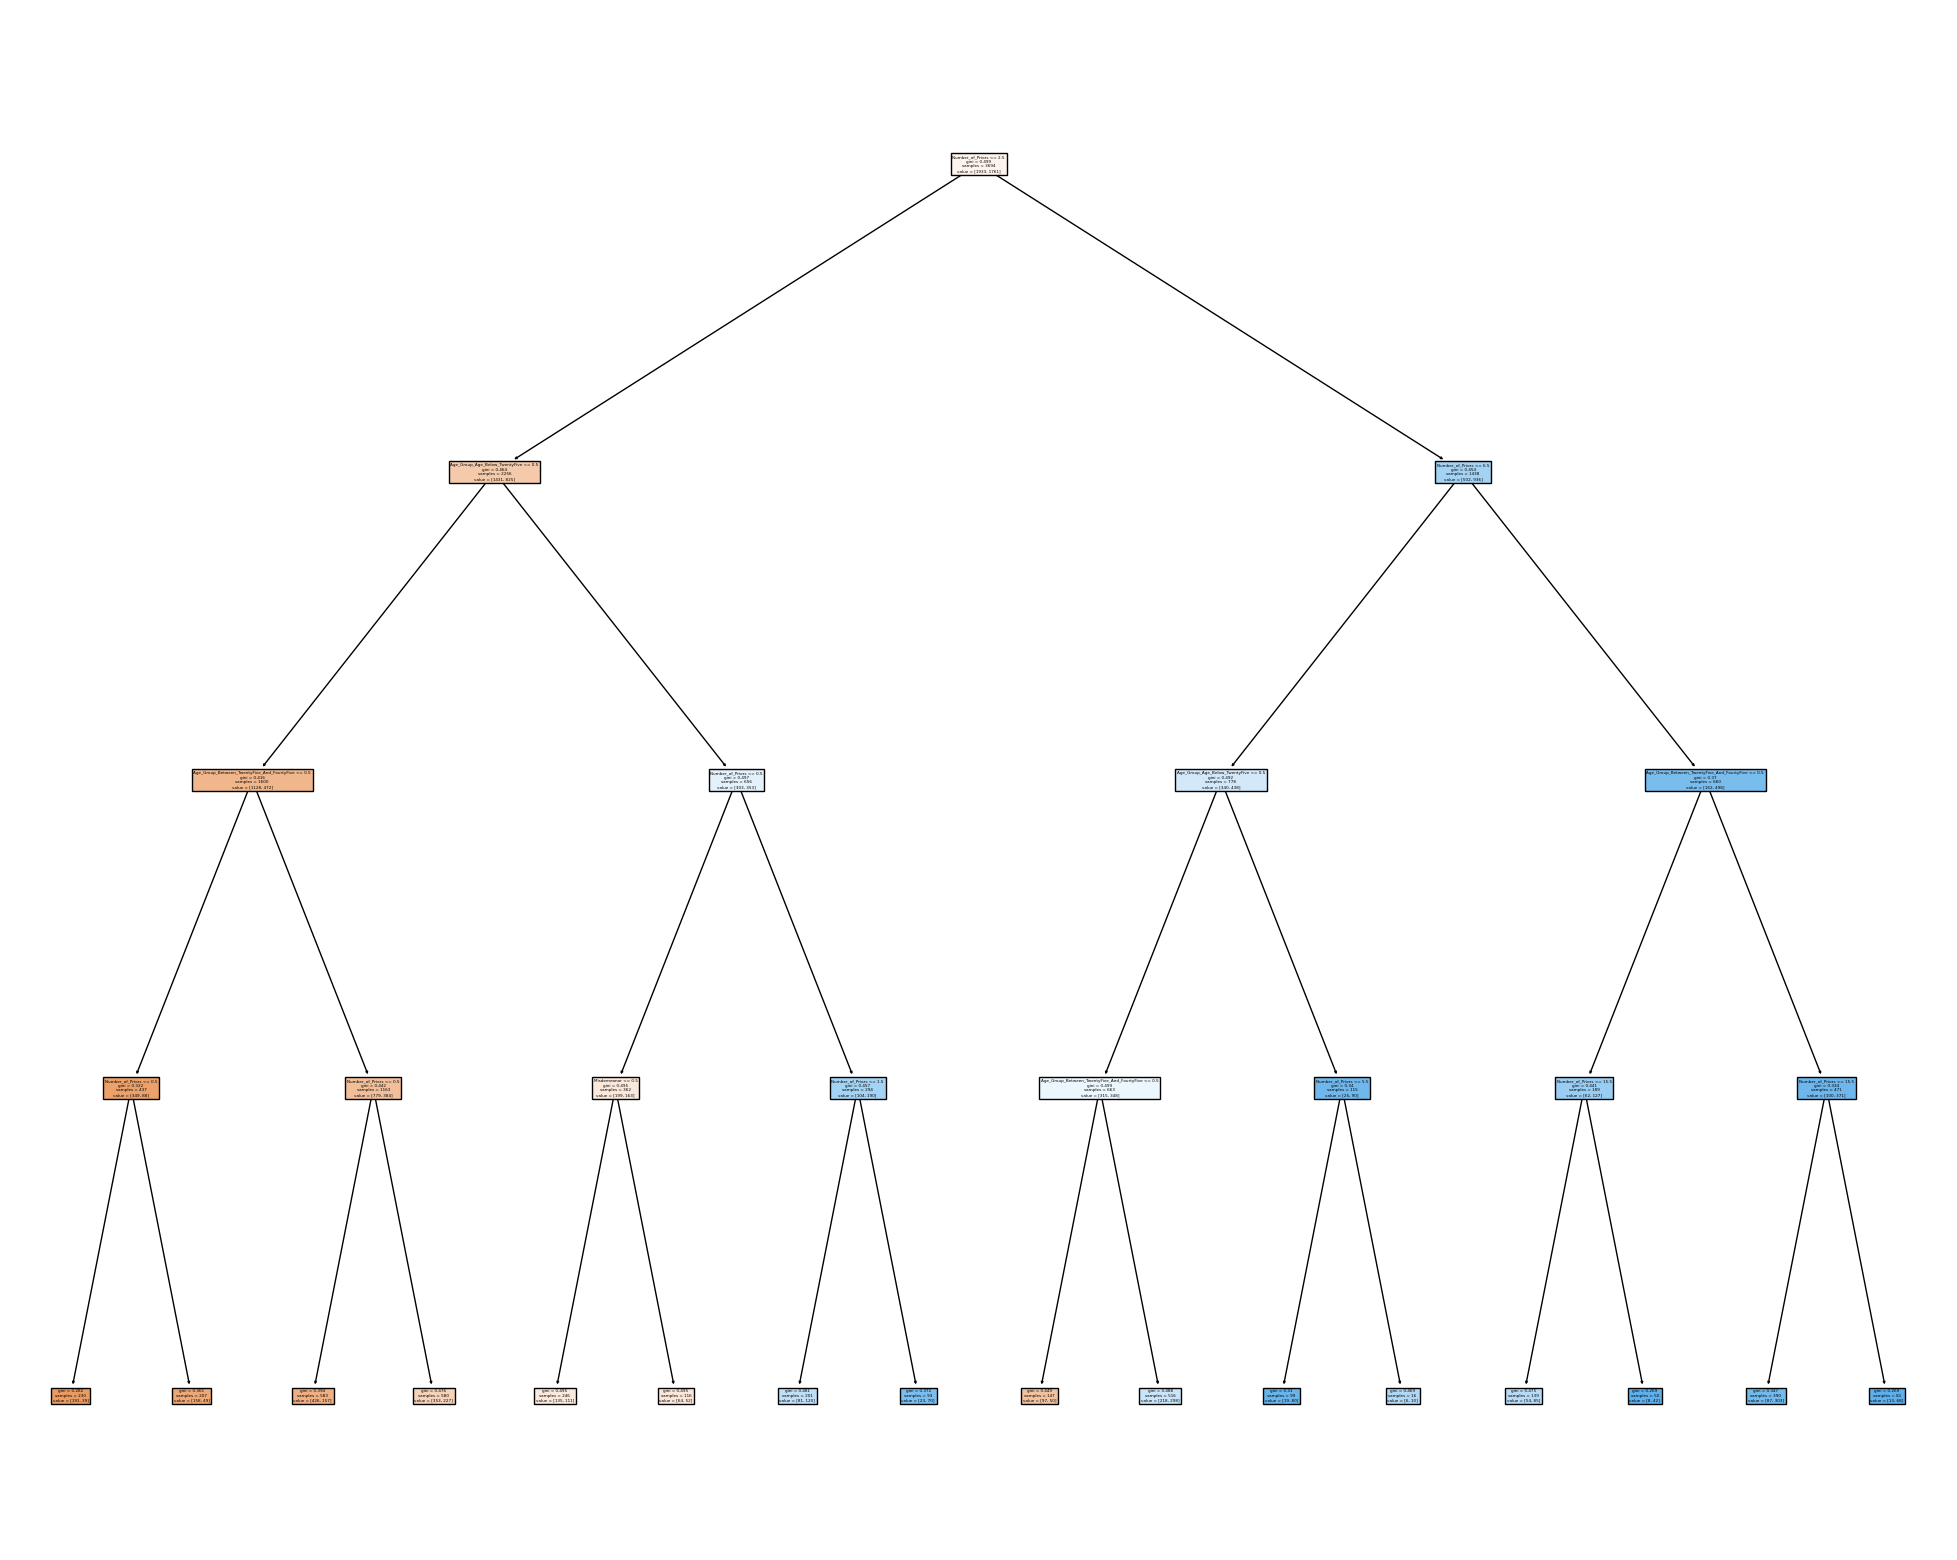 Number_of_Priors <= 2.5
gini = 0.499
samples = 3694
value = [1933, 1761]
Age_Group_Age_Below_TwentyFive <= 0.5
gini = 0.464
samples = 2256
value = [1431, 825]
Number_of_Priors <= 6.5
gini = 0.454
samples = 1438
value = [502, 936]
Age_Group_Between_TwentyFive_And_FourtyFive <= 0.5
gini = 0.416
samples = 1600
value = [1128, 472]
Number_of_Priors <= 0.5
gini = 0.497
samples = 656
value = [303, 353]
Age_Group_Age_Below_TwentyFive <= 0.5
gini = 0.492
samples = 778
value = [340, 438]
Age_Group_Between_TwentyFive_And_FourtyFive <= 0.5
gini = 0.37
samples = 660
value = [162, 498]
Number_of_Priors <= 0.5
gini = 0.322
samples = 437
value = [349, 88]
Number_of_Priors <= 0.5
gini = 0.442
samples = 1163
value = [779, 384]
Misdemeanor <= 0.5
gini = 0.495
samples = 362
value = [199, 163]
Number_of_Priors <= 1.5
gini = 0.457
samples = 294
value = [104, 190]
Age_Group_Between_TwentyFive_And_FourtyFive <= 0.5
gini = 0.499
samples = 663
value = [315, 348]
Number_of_Priors <= 5.5
gini = 0.34
samples = 115
value = [25, 90]
Number_of_Priors <= 15.5
gini = 0.441
samples = 189
value = [62, 127]
Number_of_Priors <= 15.5
gini = 0.334
samples = 471
value = [100, 371]
gini = 0.282
samples = 230
value = [191, 39]
gini = 0.361
samples = 207
value = [158, 49]
gini = 0.394
samples = 583
value = [426, 157]
gini = 0.476
samples = 580
value = [353, 227]
gini = 0.495
samples = 246
value = [135, 111]
gini = 0.495
samples = 116
value = [64, 52]
gini = 0.481
samples = 201
value = [81, 120]
gini = 0.372
samples = 93
value = [23, 70]
gini = 0.449
samples = 147
value = [97, 50]
gini = 0.488
samples = 516
value = [218, 298]
gini = 0.31
samples = 99
value = [19, 80]
gini = 0.469
samples = 16
value = [6, 10]
gini = 0.475
samples = 139
value = [54, 85]
gini = 0.269
samples = 50
value = [8, 42]
gini = 0.347
samples = 390
value = [87, 303]
gini = 0.269
samples = 81
value = [13, 68]